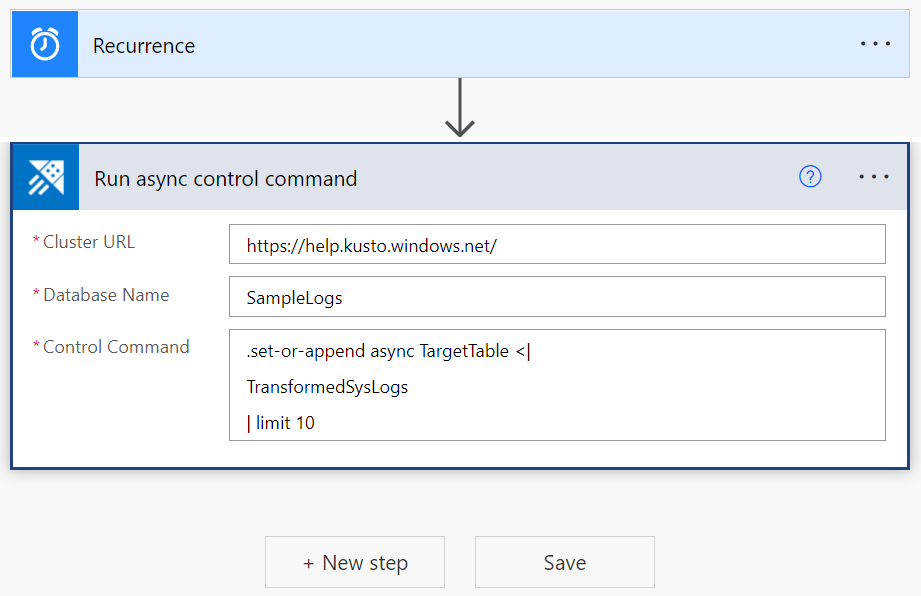 Recurrence
Run async control command
?
* Cluster URL
https://help.kusto.windows.net/
* Database Name
SampleLogs
* Control Command
.set-or-append async TargetTable <|
TransformedSysLogs
| limit 10
+ New step
Save